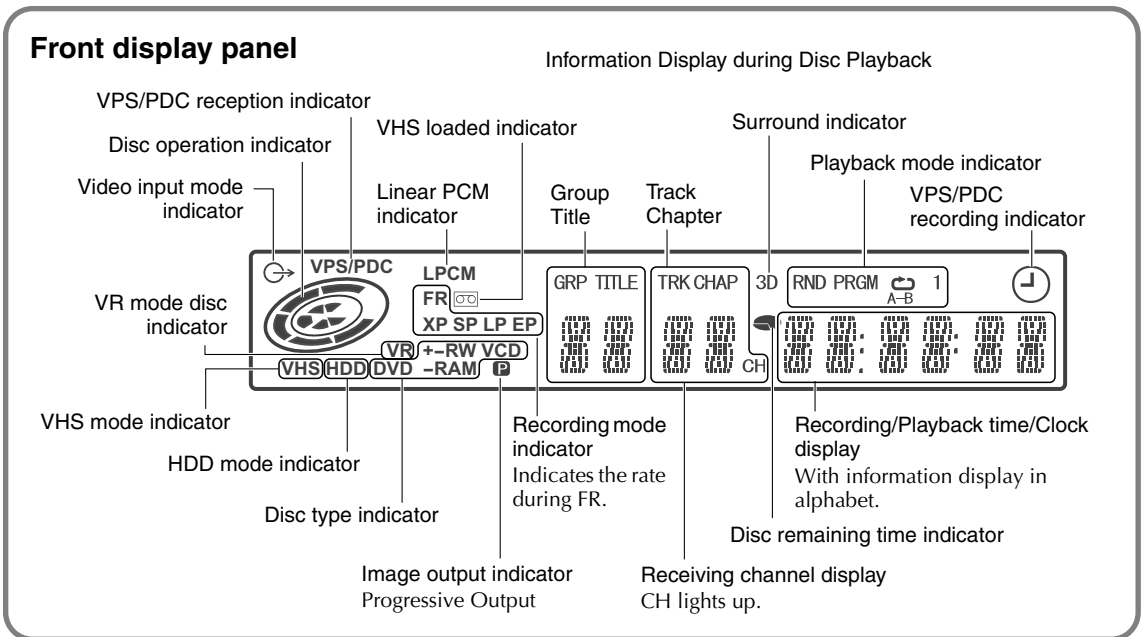 Front display panel
Information Display during Disc Playback
VPS/PDC reception indicator
VHS loaded indicator
Surround indicator
Disc operation indicator
Playback mode indicator
Video input mode
indicator
Linear PCM
indicator
Group
Title
Track
Chapter
VPS/PDC
recording indicator
VPS/PDC
LPCM
GRP TITLE
TRK CHAP
3D
RND PRGM 1
A-B
FR
XP SP LP EP
VR mode disc
indicator
VR
+-RW VCD
VHS
HDD
DVD
-RAM
P
CH
VHS mode indicator
HDD mode indicator
Disc type indicator
Recording mode
indicator
Indicates the rate
during FR.
Recording/Playback time/Clock
display
With information display in
alphabet.
Disc remaining time indicator
Image output indicator
Progressive Output
Receiving channel display
CH lights up.